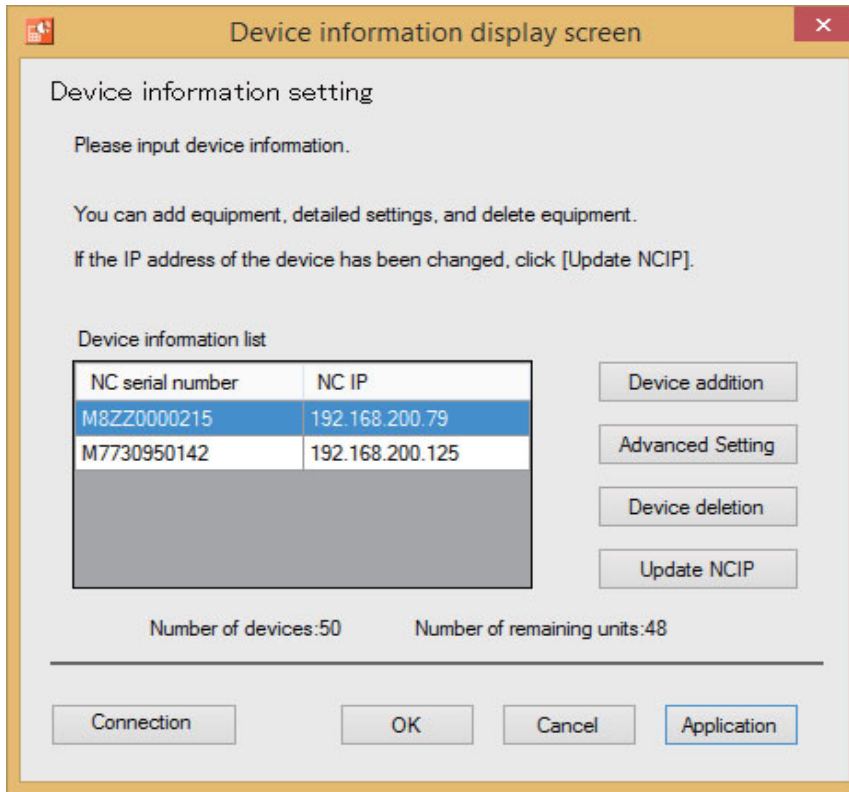 Device information display screen
Device information setting
Please input device information.
You can add equipment, detailed settings, and delete equipment.
If the IP address of the device has been changed, click [Update NCIP].
Device information list
NC serial number NC IP
M8ZZ0000215 192.168.200.79
M7730950142 192.168.200.125
Device addition
Advanced Setting
Device deletion
Update NCIP
Number of devices:50 Number of remaining units:48
Connection OK Cancel Application